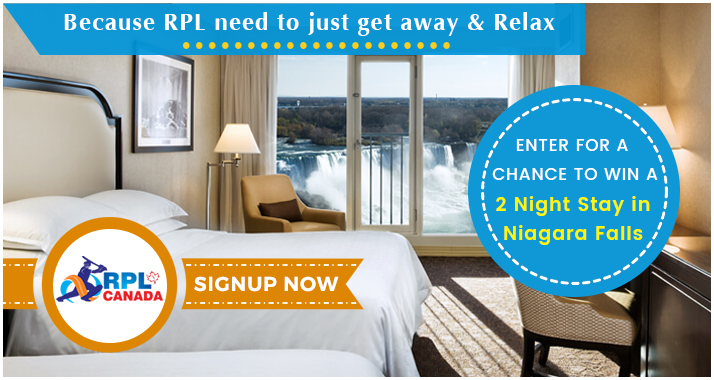 Because RPL need to just get away & Relax
ENTER FOR A
CHANCE TO WIN A
2 Night Stay in
Niagara Falls
RPL
CANADA
SIGNUP NOW